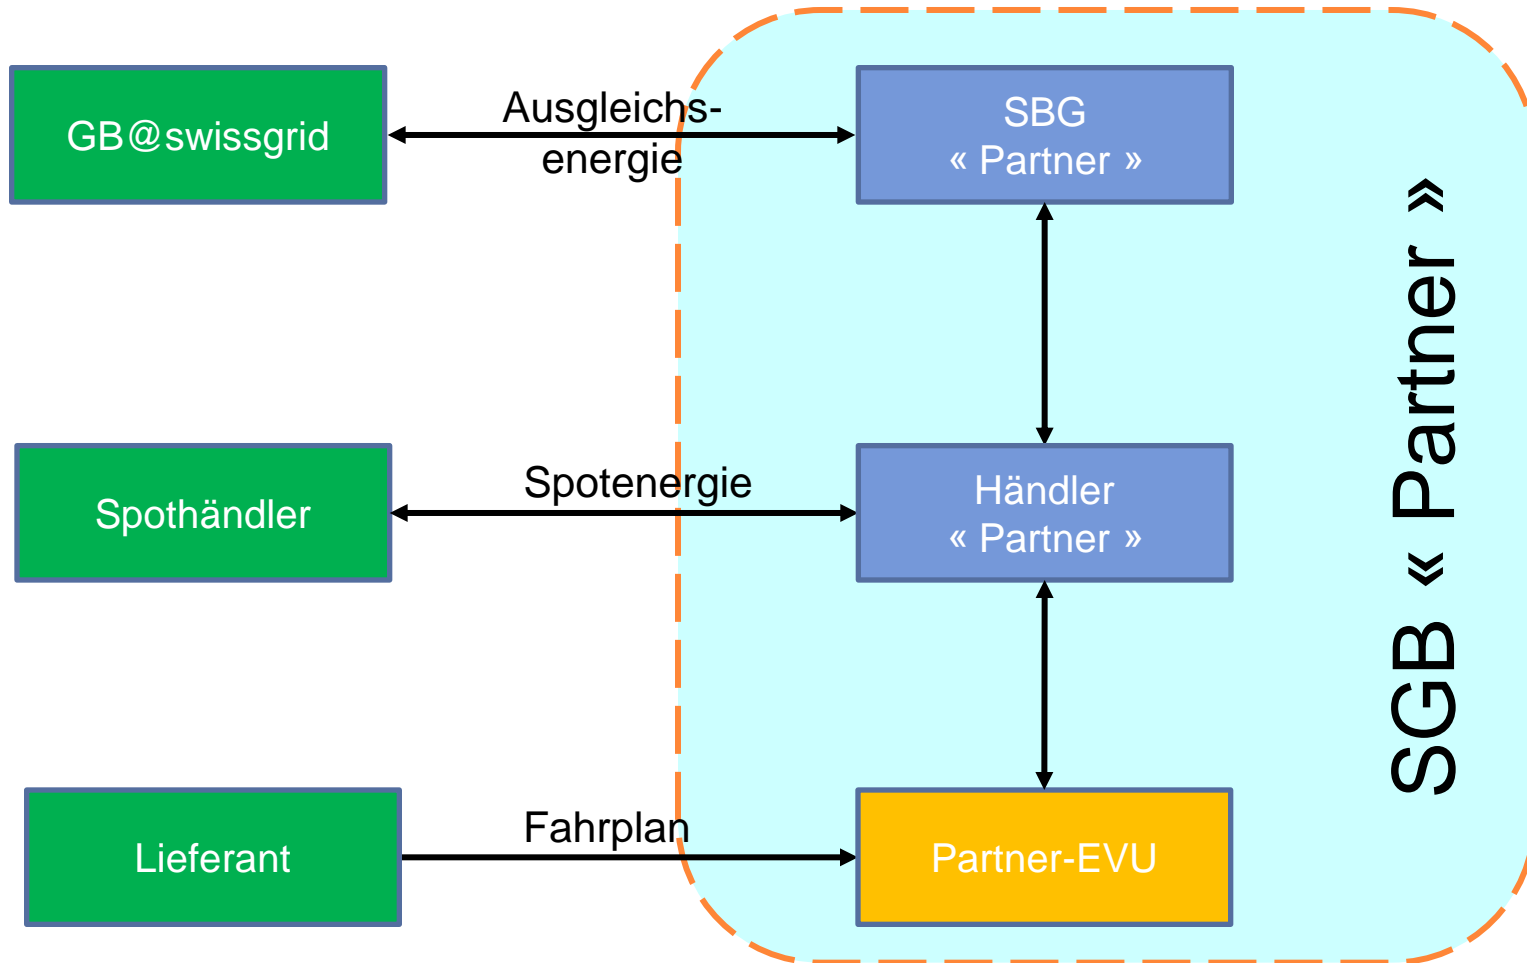 GB@swissgrid
Ausgleichs-
energie
SBG
« Partner »
Spothändler
Spotenergie
Händler
« Partner »
Lieferant
Fahrplan
Partner-EVU
SGB « Partner »